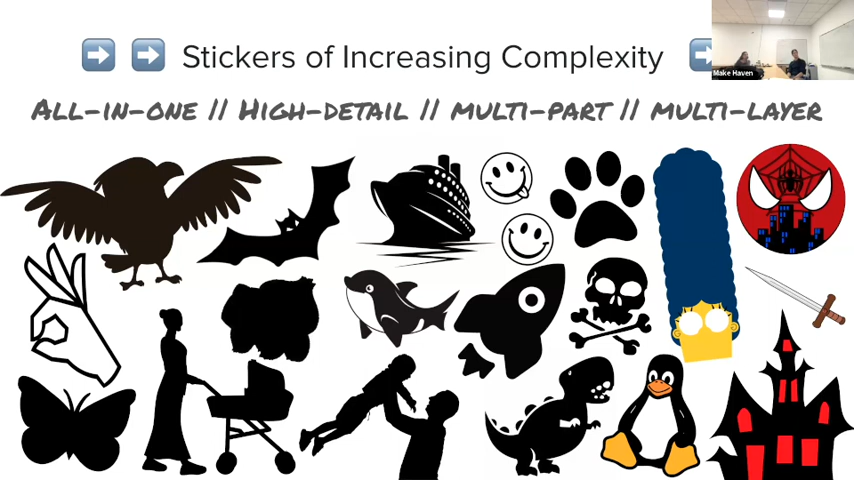 Stickers of Increasing Complexity
All-in-one // High-detail // multi-part // multi-layer
Make Haven